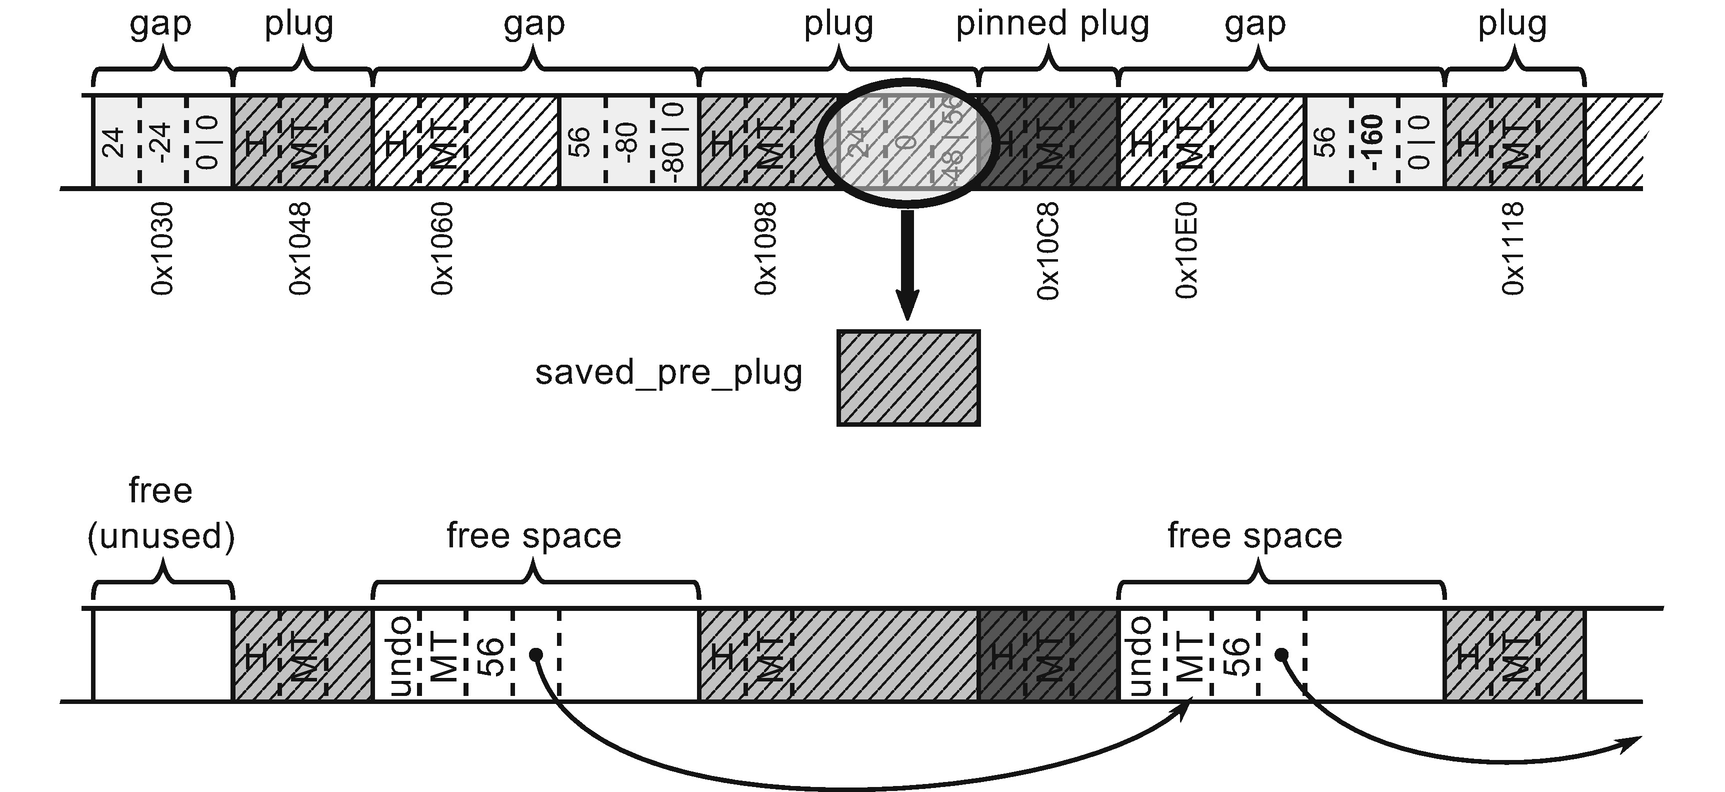 gap plug gap plug pinned plug gap plug
24 -24 0|0 H MT H MT 56 -80 -80|0 H MT 24 0 -48|56 H MT H MT 56 -160 0|0 H MT
0x1030 0x1048 0x1060 0x1098 0x10C8 0x10E0 0x1118
saved_pre_plug
free
(unused) free space free space
H MT undo MT 56 H MT H MT undo MT 56 H MT